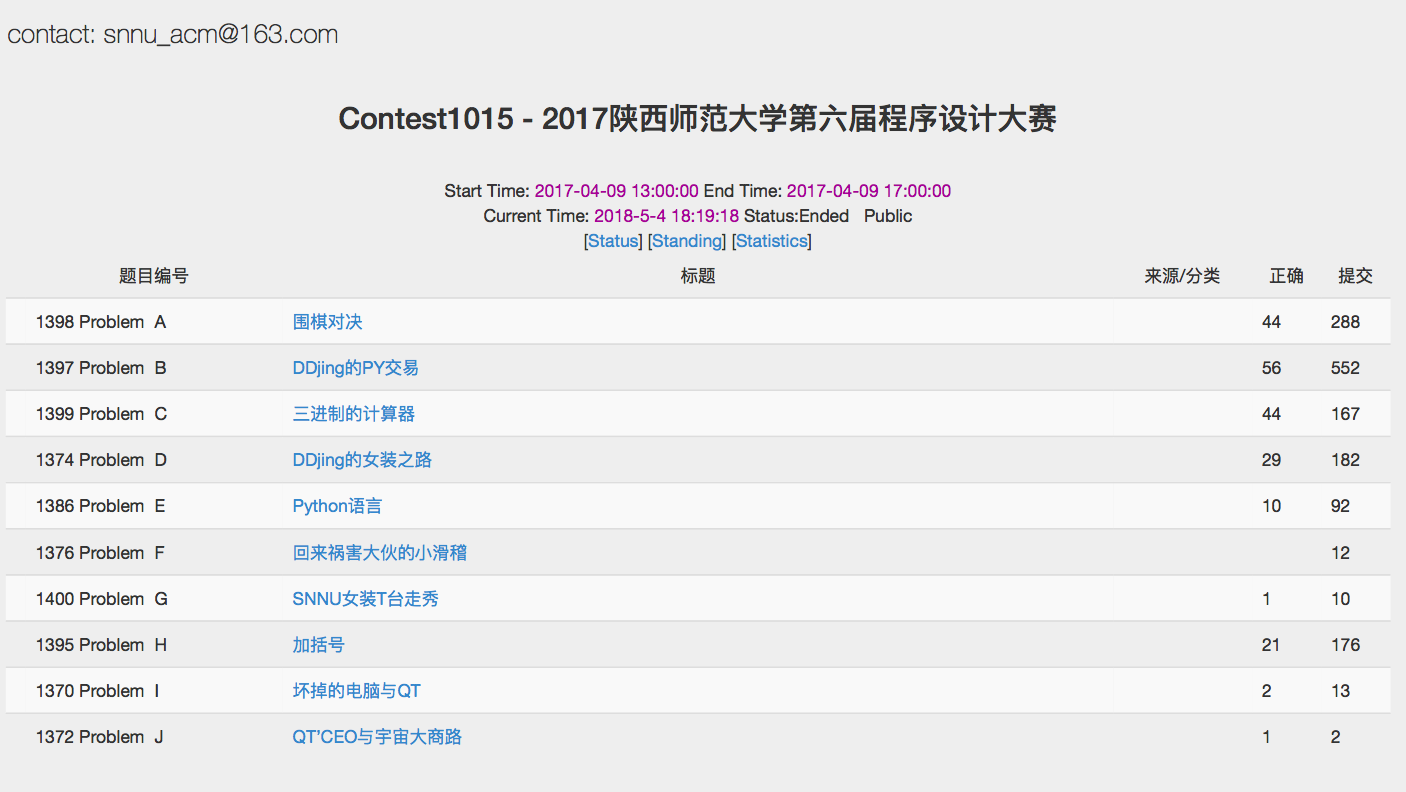 contact: snnu_acm@163.com
Contest1015 - 2017陕西师范大学第六届程序设计大赛
Start Time: 2017-04-09 13:00:00 End Time: 2017-04-09 17:00:00
Current Time: 2018-5-4 18:19:18 Status:Ended Public
[Status] [Standing] [Statistics]
题目编号 标题 来源/分类 正确 提交
1398 Problem A 围棋对决 44 288
1397 Problem B DDjing的PY交易 56 552
1399 Problem C 三进制的计算器 44 167
1374 Problem D DDjing的女装之路 29 182
1386 Problem E Python语言 10 92
1376 Problem F 回来祸害大伙的小滑稽 12
1400 Problem G SNNU女装T台走秀 1 10
1395 Problem H 加括号 21 176
1370 Problem I 坏掉的电脑与QT 2 13
1372 Problem J QT'CEO与宇宙大商路 1 2